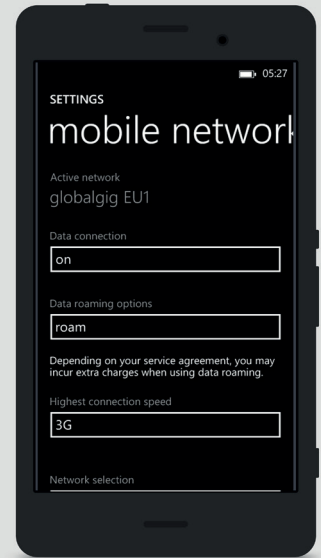 05:27
SETTINGS
mobile network
Active network
globalgig EU1
Data connection
on
Data roaming options
roam
Depending on your service agreement, you may
incur extra charges when using data roaming.
Highest connection speed
3G
Network selection